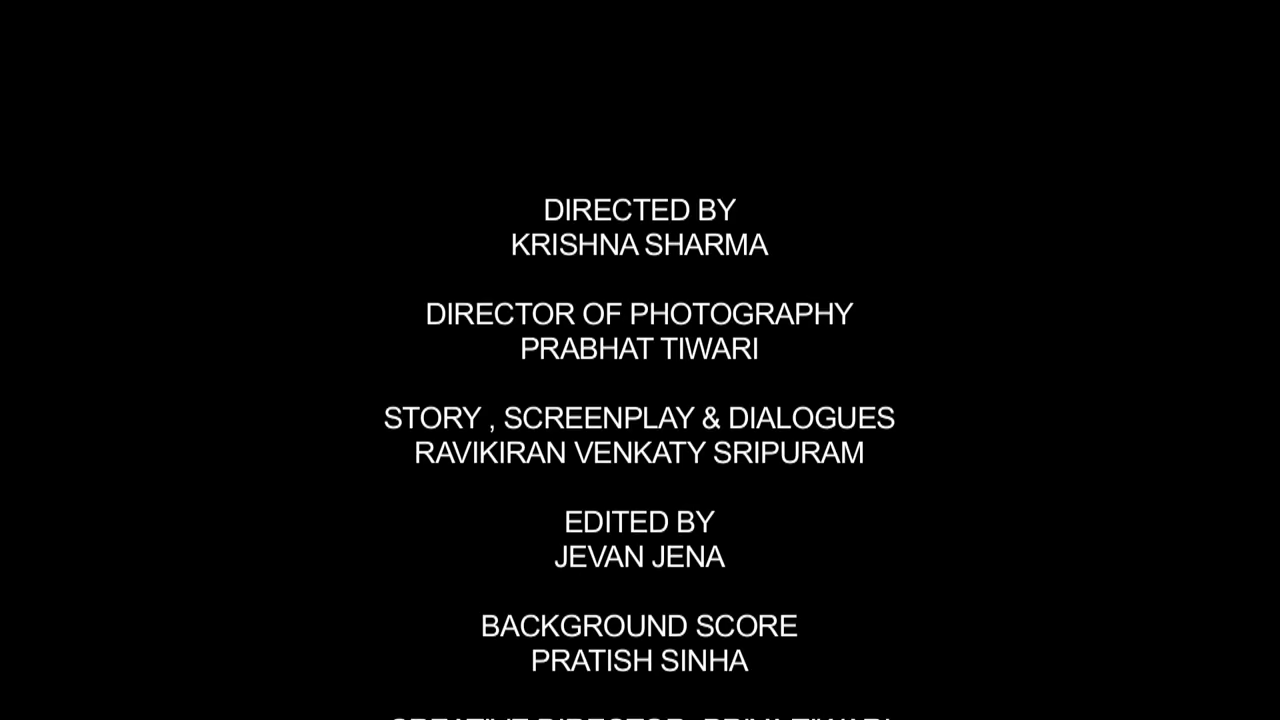 DIRECTED BY
KRISHNA SHARMA
DIRECTOR OF PHOTOGRAPHY
PRABHAT TIWARI
STORY , SCREENPLAY & DIALOGUES
RAVIKIRAN VENKATY SRIPURAM
EDITED BY
JEVAN JENA
BACKGROUND SCORE
PRATISH SINHA